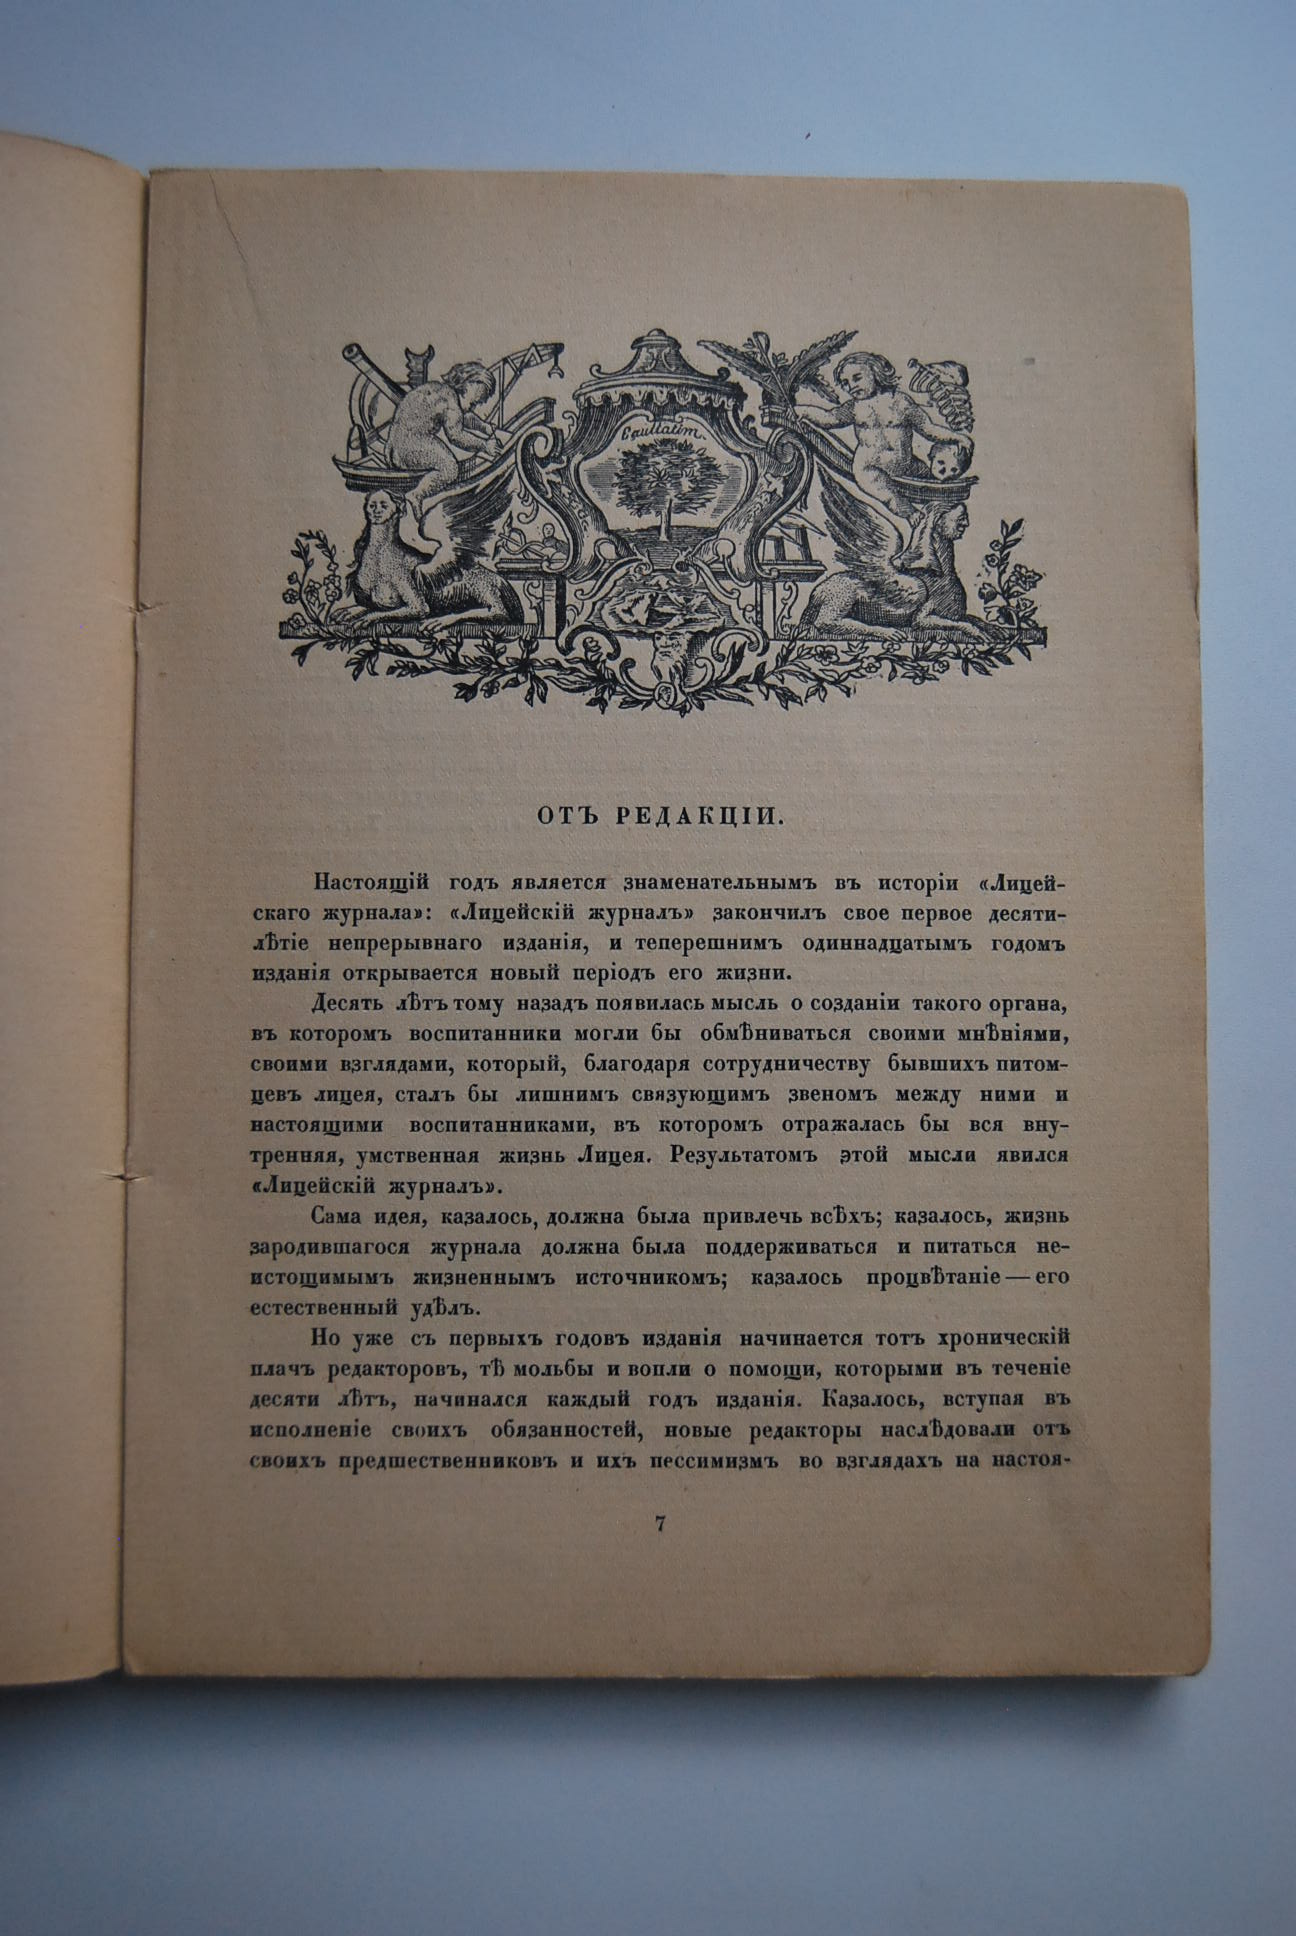 ОТЪ РЕДАКЦІИ.
Настоящій годъ является знаменательнымъ въ исторіи «Лицей-
скаго журнала»: «Лицейскій журналъ» закончилъ свое первое десяти-
лѣтіе непрерывнаго изданія, и теперешнимъ одиннадцатымъ годомъ
изданія открывается новый періодъ его жизни.
Десять лѣтъ тому назадъ появилась мысль о созданіи такого органа,
въ которомъ воспитанники могли бы обмѣниваться своими мнѣніями,
своими взглядами, который, благодаря сотрудничеству бывшихъ питом-
цевъ лицея, сталъ бы лишнимъ связующимъ звеномъ между ними и
настоящими воспитанниками, въ которомъ отражалась бы вся вну-
тренняя, умственная жизнь Лицея. Результатомъ этой мысли явился
«Лицейскій журналъ».
Сама идея, казалось, должна была привлечь всѣхъ; казалось, жизнь
зародившагося журнала должна была поддерживаться и питаться не-
истощимымъ жизненнымъ источникомъ; казалось процвѣтаніе — его
естественный удѣлъ.
Но уже съ первыхъ годовъ изданія начинается тотъ хроническій
плачъ редакторовъ, тѣ мольбы и вопли о помощи, которыми въ теченіе
десяти лѣтъ, начинался каждый годъ изданія. Казалось, вступая въ
исполненіе своихъ обязанностей, новые редакторы наслѣдовали отъ
своихъ предшественниковъ и ихъ пессимизмъ во взглядахъ на настоя-
7